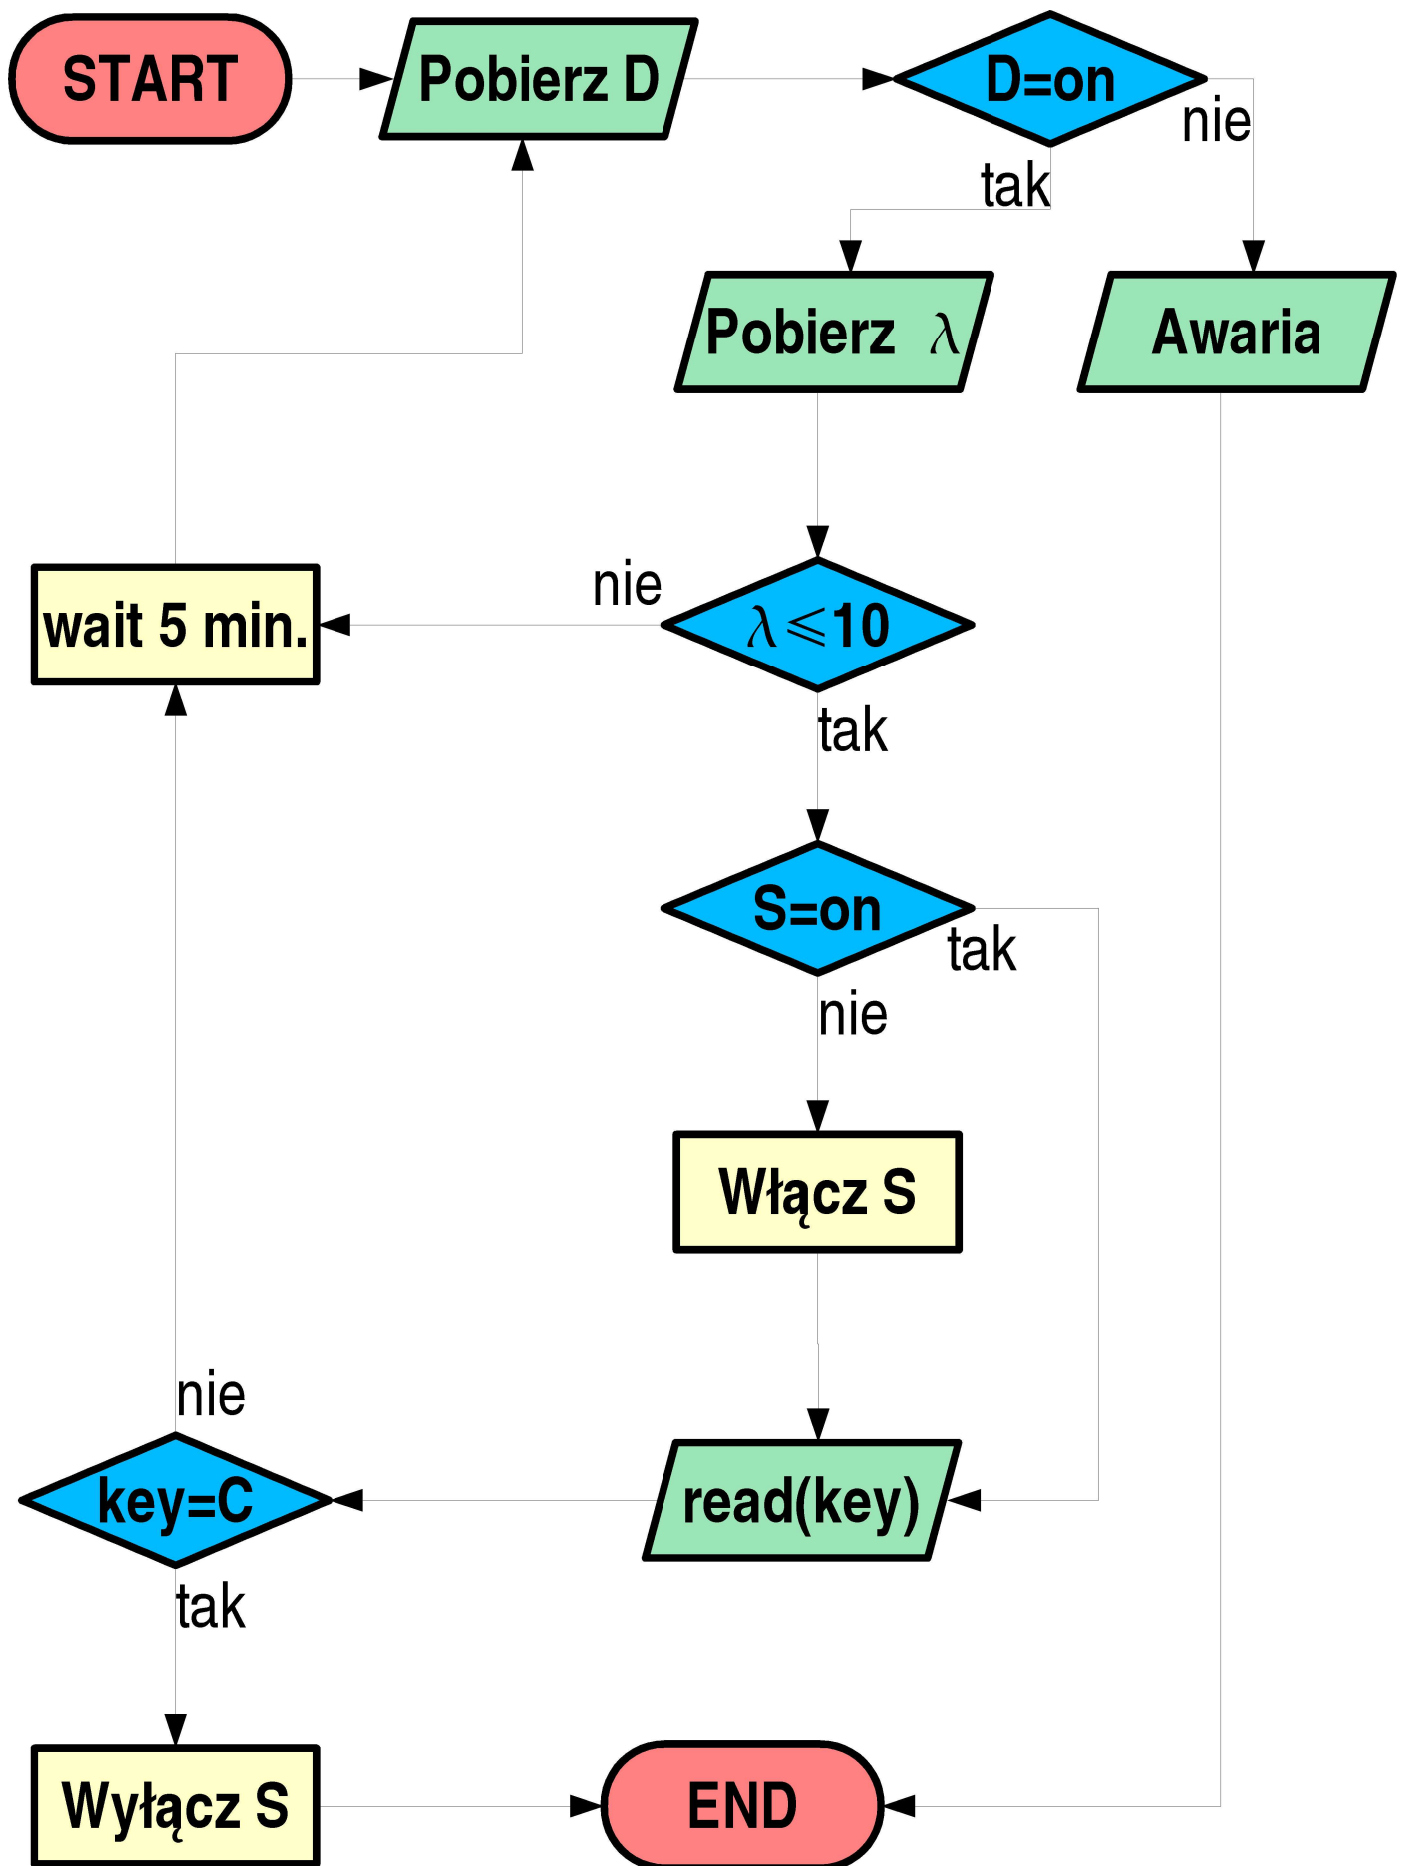 START
Pobierz D
D=on
nie
tak
Pobierz λ
Awaria
nie
wait 5 min.
λ⩽10
tak
S=on
tak
nie
Włącz S
nie
key=C
read(key)
tak
Wyłącz S
END